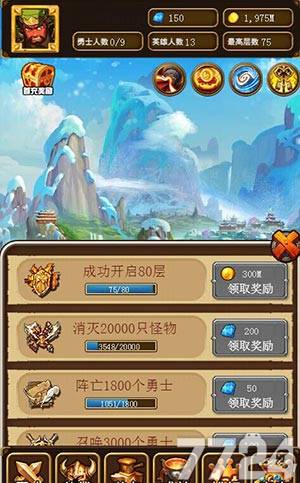 150
1,975M
勇士人数0/9
英雄人数13
最高层数75
首充奖励
成功开启80层
75/80
300M
领取奖励
消灭20000只怪物
3548/20000
200
领取奖励
阵亡1800个勇士
1051/1800
50
领取奖励
召唤3000个勇士
7724